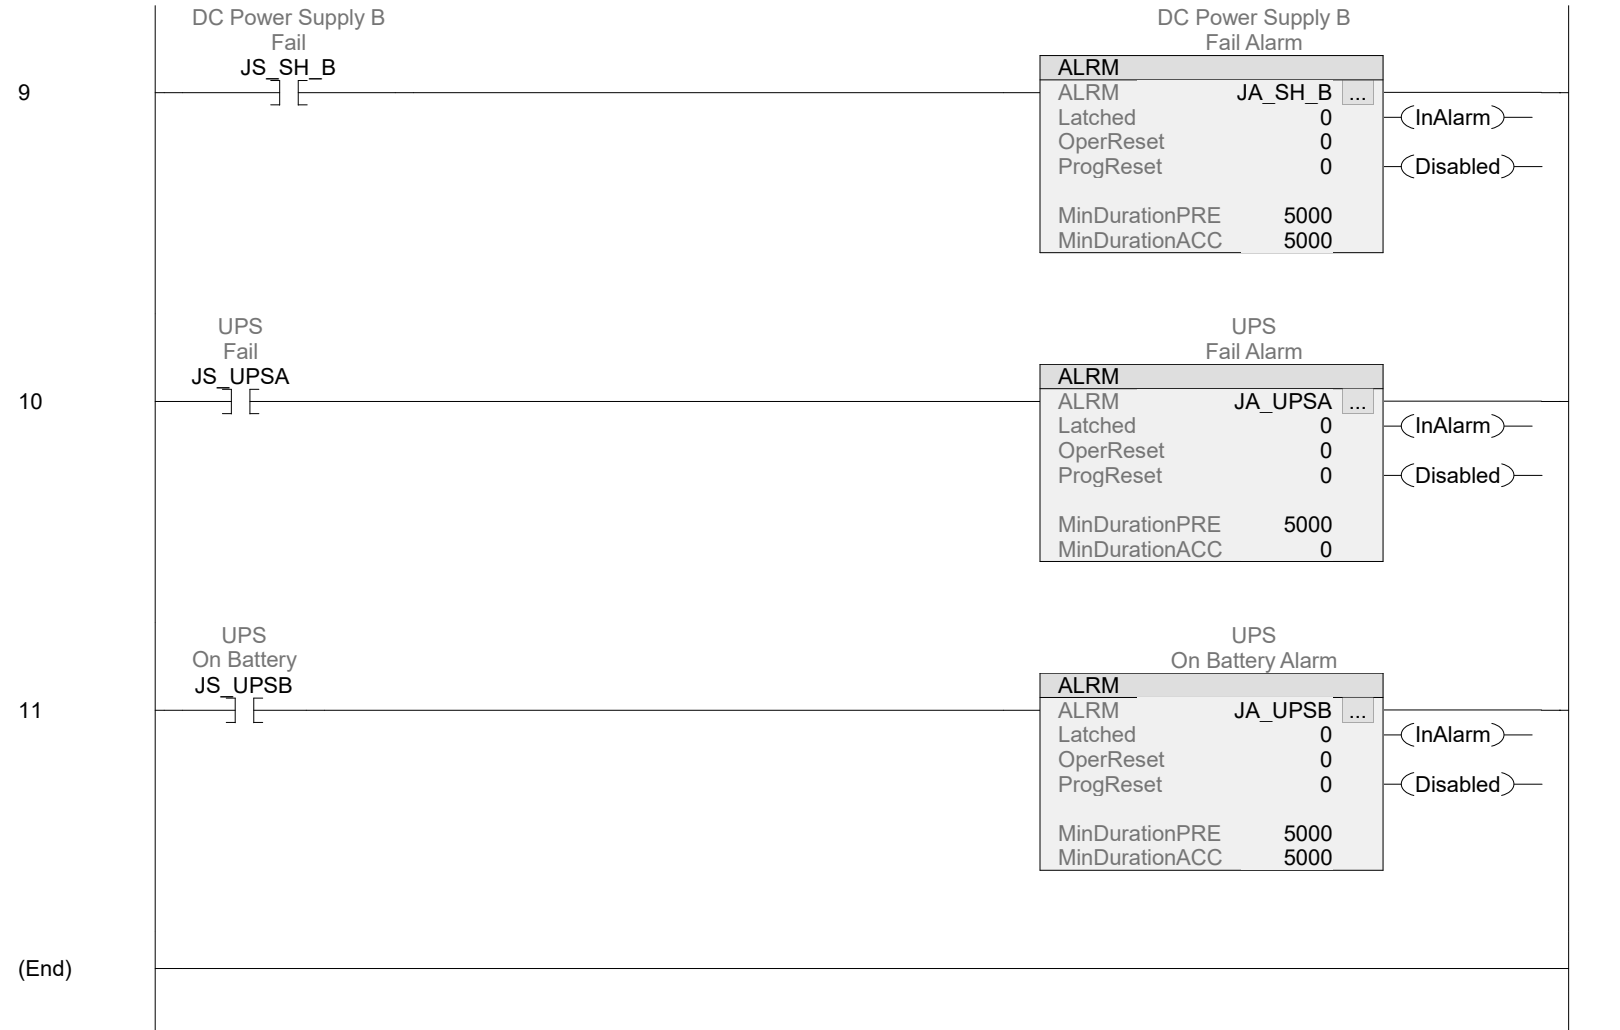 DC Power Supply B
Fail
JS_SH_B
DC Power Supply B
Fail Alarm
9
ALRM
ALRM JA_SH_B ...
Latched 0
InAlarm
OperReset 0
ProgReset 0
Disabled
MinDurationPRE 5000
MinDurationACC 5000
UPS
Fail
JS_UPSA
UPS
Fail Alarm
10
ALRM
ALRM JA_UPSA ...
Latched 0
InAlarm
OperReset 0
ProgReset 0
Disabled
MinDurationPRE 5000
MinDurationACC 0
UPS
On Battery
JS_UPSB
UPS
On Battery Alarm
11
ALRM
ALRM JA_UPSB ...
Latched 0
InAlarm
OperReset 0
ProgReset 0
Disabled
MinDurationPRE 5000
MinDurationACC 5000
(End)